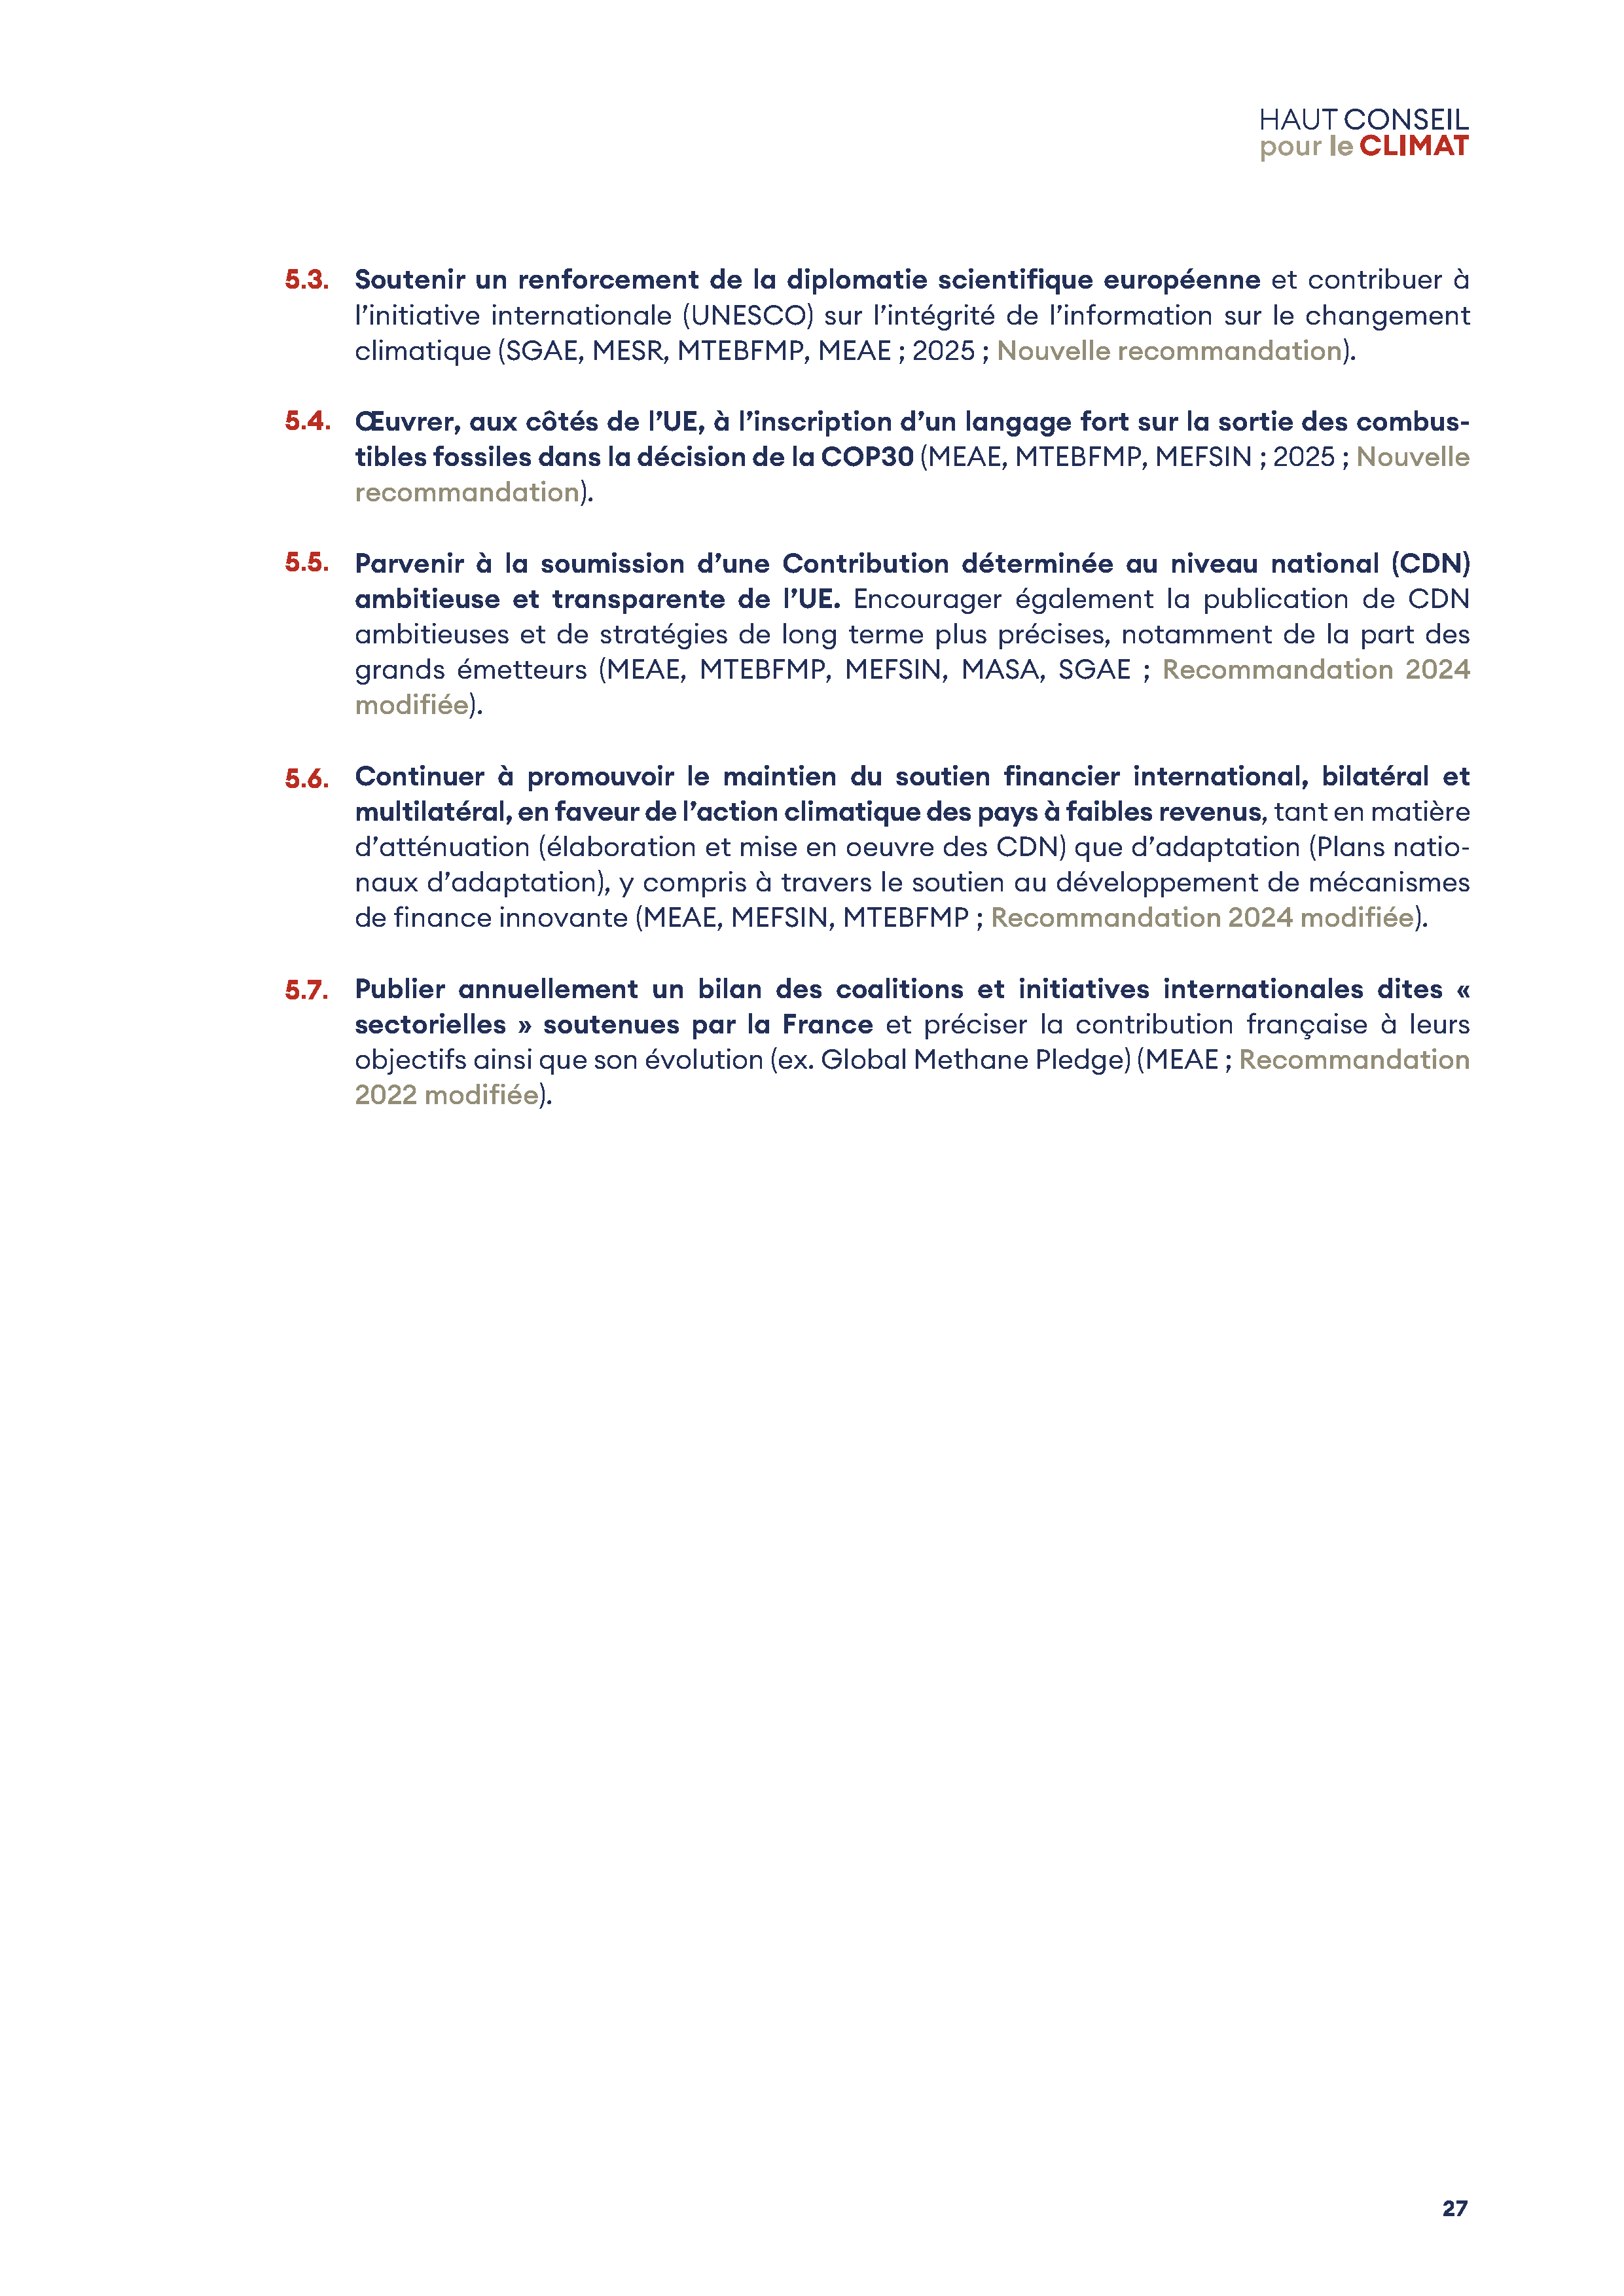 HAUT CONSEIL
pour le CLIMAT
5.3. Soutenir un renforcement de la diplomatie scientifique européenne et contribuer à
l’initiative internationale (UNESCO) sur l’intégrité de l’information sur le changement
climatique (SGAE, MESR, MTEBFMP, MEAE ; 2025 ; Nouvelle recommandation).
5.4. Œuvrer, aux côtés de l’UE, à l’inscription d’un langage fort sur la sortie des combus-
tibles fossiles dans la décision de la COP30 (MEAE, MTEBFMP, MEFSIN ; 2025 ; Nouvelle
recommandation).
5.5. Parvenir à la soumission d’une Contribution déterminée au niveau national (CDN)
ambitieuse et transparente de l’UE. Encourager également la publication de CDN
ambitieuses et de stratégies de long terme plus précises, notamment de la part des
grands émetteurs (MEAE, MTEBFMP, MEFSIN, MASA, SGAE ; Recommandation 2024
modifiée).
5.6. Continuer à promouvoir le maintien du soutien financier international, bilatéral et
multilatéral, en faveur de l’action climatique des pays à faibles revenus, tant en matière
d’atténuation (élaboration et mise en oeuvre des CDN) que d’adaptation (Plans natio-
naux d’adaptation), y compris à travers le soutien au développement de mécanismes
de finance innovante (MEAE, MEFSIN, MTEBFMP ; Recommandation 2024 modifiée).
5.7. Publier annuellement un bilan des coalitions et initiatives internationales dites «
sectorielles » soutenues par la France et préciser la contribution française à leurs
objectifs ainsi que son évolution (ex. Global Methane Pledge) (MEAE ; Recommandation
2022 modifiée).
27